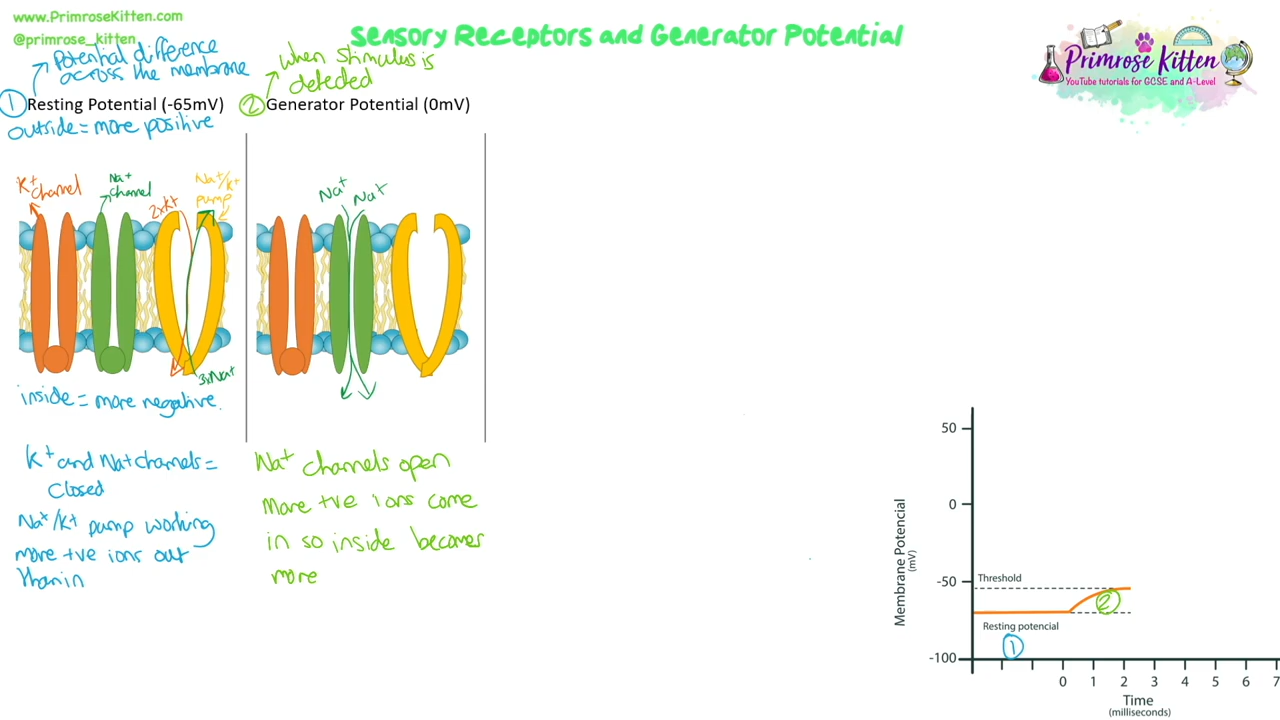 www.PrimroseKitten.com
@primrose_kitten
Sensory Receptors and Generator Potential
Primrose Kitten
YouTube tutorials for GCSE and A-Level
Potential difference
across the membrane
① Resting Potential (-65mV)
outside = more positive
K+ channel
Na+
channel
2xK+
Na+/K+
pump
3xNa+
inside = more negative.
K+ and Na+ channels =
closed
Na+/K+ pump working
more +ve ions out
than in
when stimulus is
detected
② Generator Potential (0mV)
Na+ Na+
Na+ channels open
More +ve ions come
in so inside becomes
more
50
0
-50
-100
Membrane Potencial
(mV)
Threshold
②
Resting potencial
①
0 1 2 3 4 5 6 7
Time
(milliseconds)